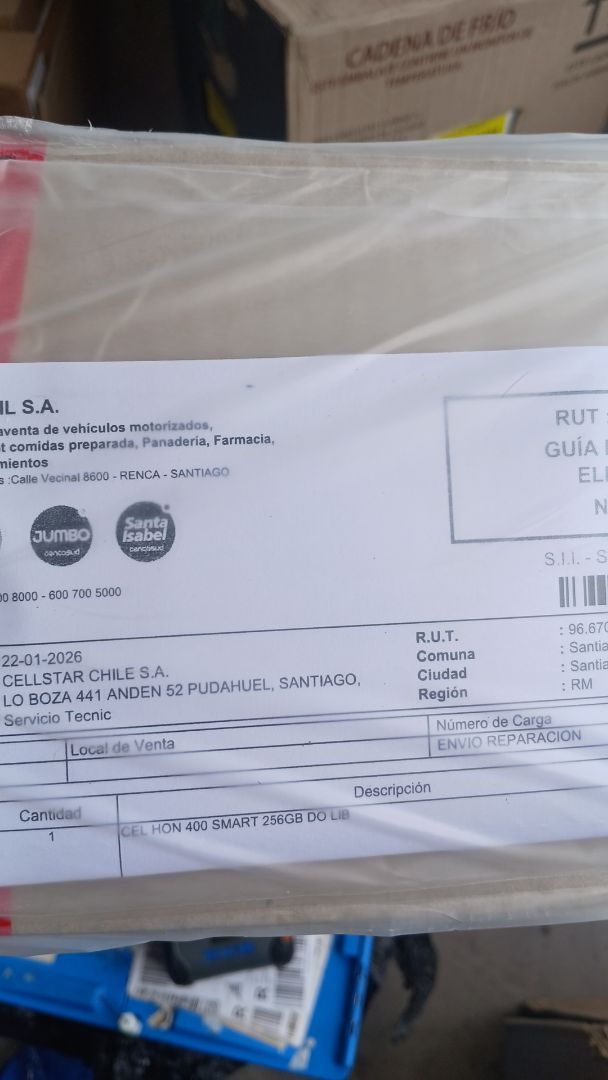 CADENA DE FRÍO
IL S.A.
aventa de vehículos motorizados,
t comidas preparada, Panadería, Farmacia,
mientos
s :Calle Vecinal 8600 - RENCA - SANTIAGO
RUT :
GUÍA
EL
N
JUMBO
cencosud
Santa
Isabel
cencosud
S.I.I. - S
00 8000 - 600 700 5000
22-01-2026
CELLSTAR CHILE S.A.
LO BOZA 441 ANDEN 52 PUDAHUEL, SANTIAGO,
Servicio Tecnic
R.U.T. : 96.670
Comuna : Santia
Ciudad : Santia
Región : RM
Local de Venta
Número de Carga
ENVIO REPARACION
Cantidad
Descripción
1
CEL HON 400 SMART 256GB DO LIB